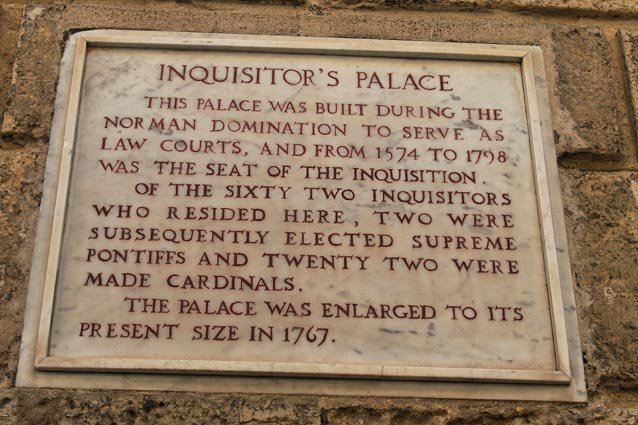 INQUISITOR'S PALACE
THIS PALACE WAS BUILT DURING THE
NORMAN DOMINATION TO SERVE AS
LAW COURTS, AND FROM 1574 TO 1798
WAS THE SEAT OF THE INQUISITION.
OF THE SIXTY TWO INQUISITORS
WHO RESIDED HERE, TWO WERE
SUBSEQUENTLY ELECTED SUPREME
PONTIFFS AND TWENTY TWO WERE
MADE CARDINALS.
THE PALACE WAS ENLARGED TO ITS
PRESENT SIZE IN 1767.